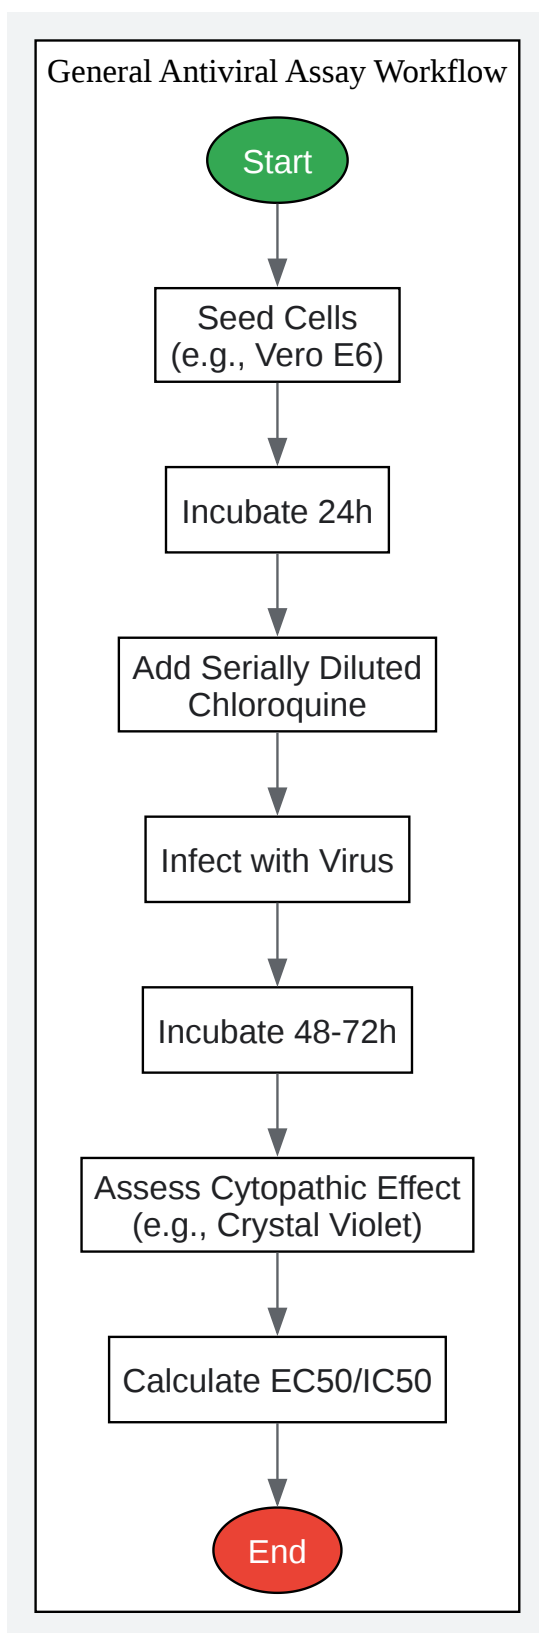 General Antiviral Assay Workflow
Start
Seed Cells
(e.g., Vero E6)
Incubate 24h
Add Serially Diluted
Chloroquine
Infect with Virus
Incubate 48-72h
Assess Cytopathic Effect
(e.g., Crystal Violet)
Calculate EC50/IC50
End